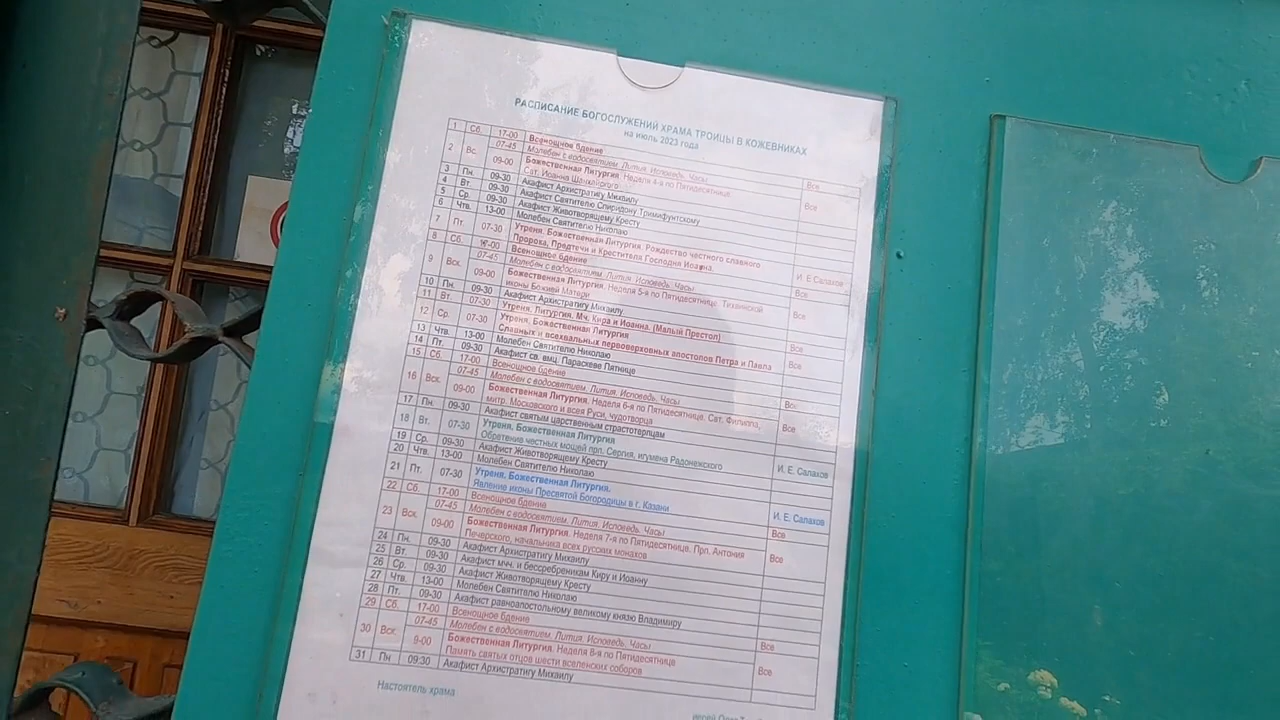 РАСПИСАНИЕ БОГОСЛУЖЕНИЙ ХРАМА ТРОИЦЫ В КОЖЕВНИКАХ
на июль 2023 года
1 Сб. 17-00 Всенощное бдение
2 Вс. 07-45 Молебен с водосвятием. Лития. Исповедь. Часы Все
09-00 Божественная Литургия. Неделя 4-я по Пятидесятнице.
Свт. Иоанна Шанхайского Все
3 Пн. 09-30 Акафист Архистратигу Михаилу
4 Вт 09-30 Акафист Святителю Спиридону Тримифунтскому
5 Ср. 09-30 Акафист Животворящему Кресту
6 Чтв. 13-00 Молебен Святителю Николаю
7 Пт. 07-30 Утреня. Божественная Литургия. Рождество честного славного
Пророка, Предтечи и Крестителя Господня Иоанна. И. Е Салахов
8 Сб. 17-00 Всенощное бдение
9 Вск. 07-45 Молебен с водосвятием. Лития. Исповедь. Часы Все
09-00 Божественная Литургия. Неделя 5-я по Пятидесятнице. Тихвинской
иконы Божией Матери Все
10 Пн. 09-30 Акафист Архистратигу Михаилу
11 Вт. 07-30 Утреня. Литургия. Мч. Кира и Иоанна. (Малый Престол) Все
12 Ср. 07-30 Утреня. Божественная Литургия
Славных и всехвальных первоверховных апостолов Петра и Павла Все
13 Чтв. 13-00 Молебен Святителю Николаю
14 Пт. 09-30 Акафист св. вмц. Параскеве Пятнице
15 Сб. 17-00 Всенощное бдение
16 Вск. 07-45 Молебен с водосвятием. Лития. Исповедь. Часы Все
09-00 Божественная Литургия. Неделя 6-я по Пятидесятнице. Свт. Филиппа,
митр. Московского и всея Руси, чудотворца Все
17 Пн. 09-30 Акафист святым царственным страстотерпцам
18 Вт. 07-30 Утреня. Божественная Литургия
Обретение честных мощей прп. Сергия, игумена Радонежского И. Е. Салахов
19 Ср. 09-30 Акафист Животворящему Кресту
20 Чтв. 13-00 Молебен Святителю Николаю
21 Пт. 07-30 Утреня. Божественная Литургия.
Явление иконы Пресвятой Богородицы в г. Казани И. Е. Салахов
22 Сб. 17-00 Всенощное бдение
23 Вск. 07-45 Молебен с водосвятием. Лития. Исповедь. Часы Все
09-00 Божественная Литургия. Неделя 7-я по Пятидесятнице. Прп. Антония
Печерского, начальника всех русских монахов Все
24 Пн. 09-30 Акафист Архистратигу Михаилу
25 Вт. 09-30 Акафист мчч. и бессребреникам Киру и Иоанну
26 Ср. 09-30 Акафист Животворящему Кресту
27 Чтв. 13-00 Молебен Святителю Николаю
28 Пт. 09-30 Акафист равноапостольному великому князю Владимиру
29 Сб. 17-00 Всенощное бдение
30 Вск. 07-45 Молебен с водосвятием. Лития. Исповедь. Часы Все
9-00 Божественная Литургия. Неделя 8-я по Пятидесятнице
Память святых отцов шести вселенских соборов Все
31 Пн 09:30 Акафист Архистратигу Михаилу
Настоятель храма иерей